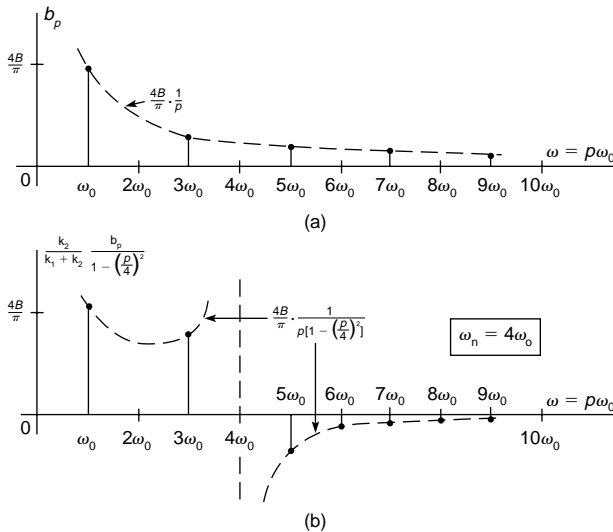 b_p
4B/π
4B/π · 1/p
ω = pω₀
0 ω₀ 2ω₀ 3ω₀ 4ω₀ 5ω₀ 6ω₀ 7ω₀ 8ω₀ 9ω₀ 10ω₀
(a)
k₂/(k₁ + k₂) b_p/(1 − (p/4)²)
4B/π
4B/π · 1/(p[1 − (p/4)²])
ωₙ = 4ωₒ
5ω₀ 6ω₀ 7ω₀ 8ω₀ 9ω₀ ω = pω₀
0 ω₀ 2ω₀ 3ω₀ 4ω₀ 10ω₀
(b)